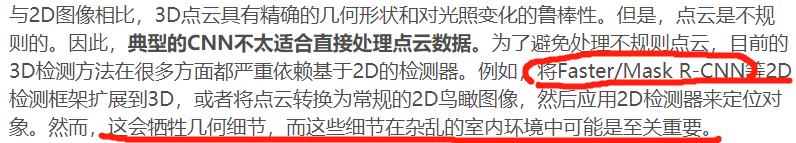 与2D图像相比，3D点云具有精确的几何形状和对光照变化的鲁棒性。但是，点云是不规
则的。因此，典型的CNN不太适合直接处理点云数据。为了避免处理不规则点云，目前的
3D检测方法在很多方面都严重依赖基于2D的检测器。例如，将Faster/Mask R-CNN等2D
检测框架扩展到3D，或者将点云转换为常规的2D鸟瞰图像，然后应用2D检测器来定位对
象。然而，这会牺牲几何细节，而这些细节在杂乱的室内环境中可能是至关重要。